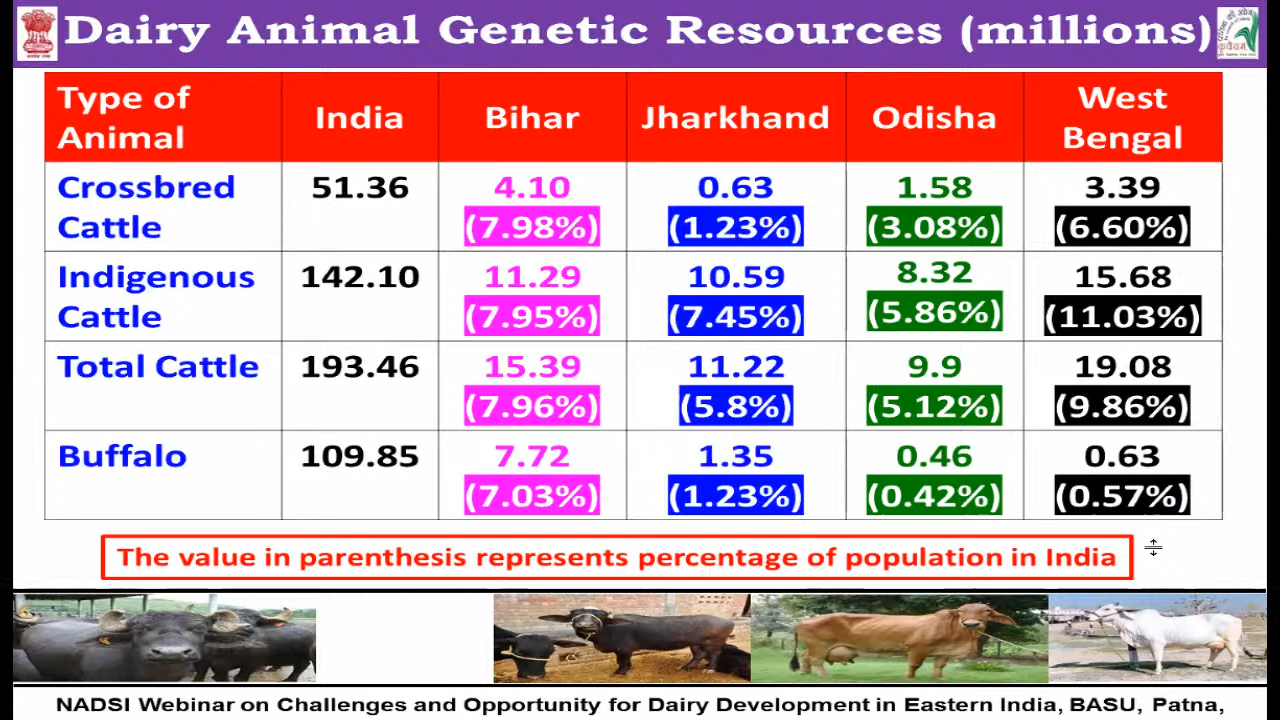 Dairy Animal Genetic Resources (millions)
Type of Animal India Bihar Jharkhand Odisha West Bengal
Crossbred Cattle 51.36 4.10 (7.98%) 0.63 (1.23%) 1.58 (3.08%) 3.39 (6.60%)
Indigenous Cattle 142.10 11.29 (7.95%) 10.59 (7.45%) 8.32 (5.86%) 15.68 (11.03%)
Total Cattle 193.46 15.39 (7.96%) 11.22 (5.8%) 9.9 (5.12%) 19.08 (9.86%)
Buffalo 109.85 7.72 (7.03%) 1.35 (1.23%) 0.46 (0.42%) 0.63 (0.57%)
The value in parenthesis represents percentage of population in India
NADSI Webinar on Challenges and Opportunity for Dairy Development in Eastern India, BASU, Patna,